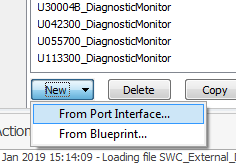 U30004B_DiagnosticMonitor
U042300_DiagnosticMonitor
U055700_DiagnosticMonitor
U113300_DiagnosticMonitor
New Delete Copy
From Port Interface...
From Blueprint...
Action
Jan 2019 15:14:09 - Loading file SWC_External_